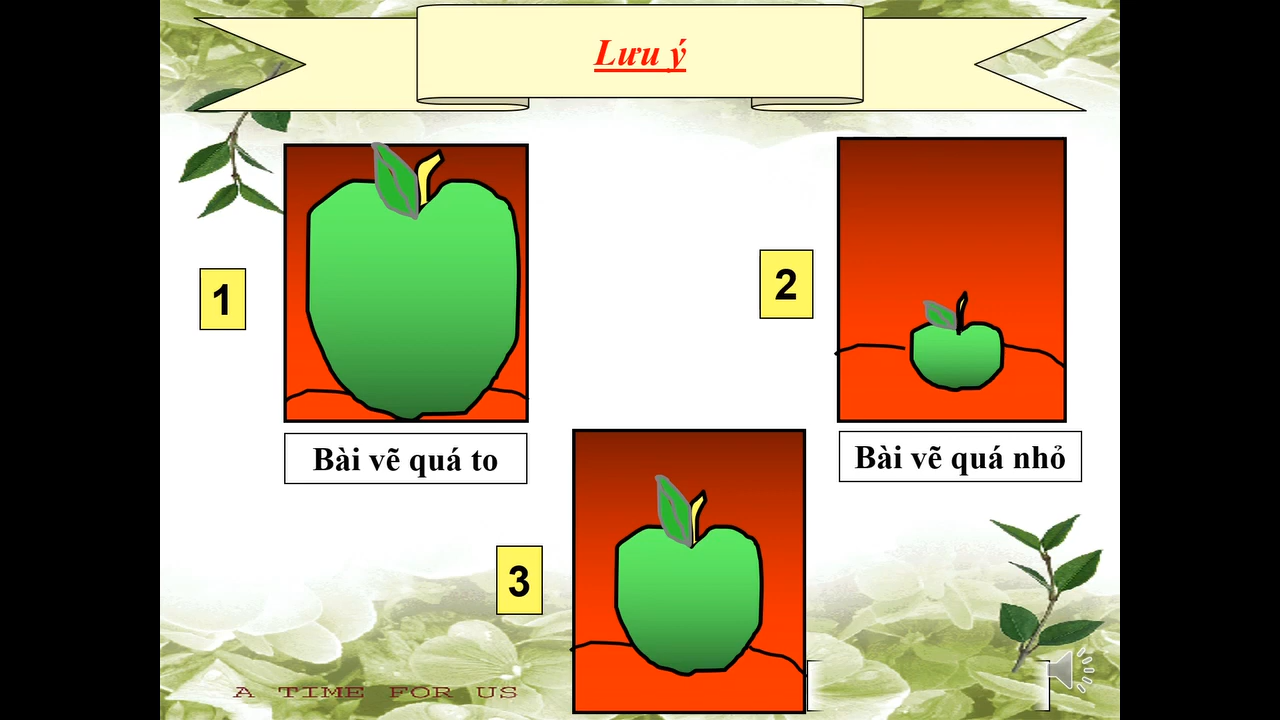 Lưu ý
1
2
Bài vẽ quá to
Bài vẽ quá nhỏ
3
A TIME FOR US